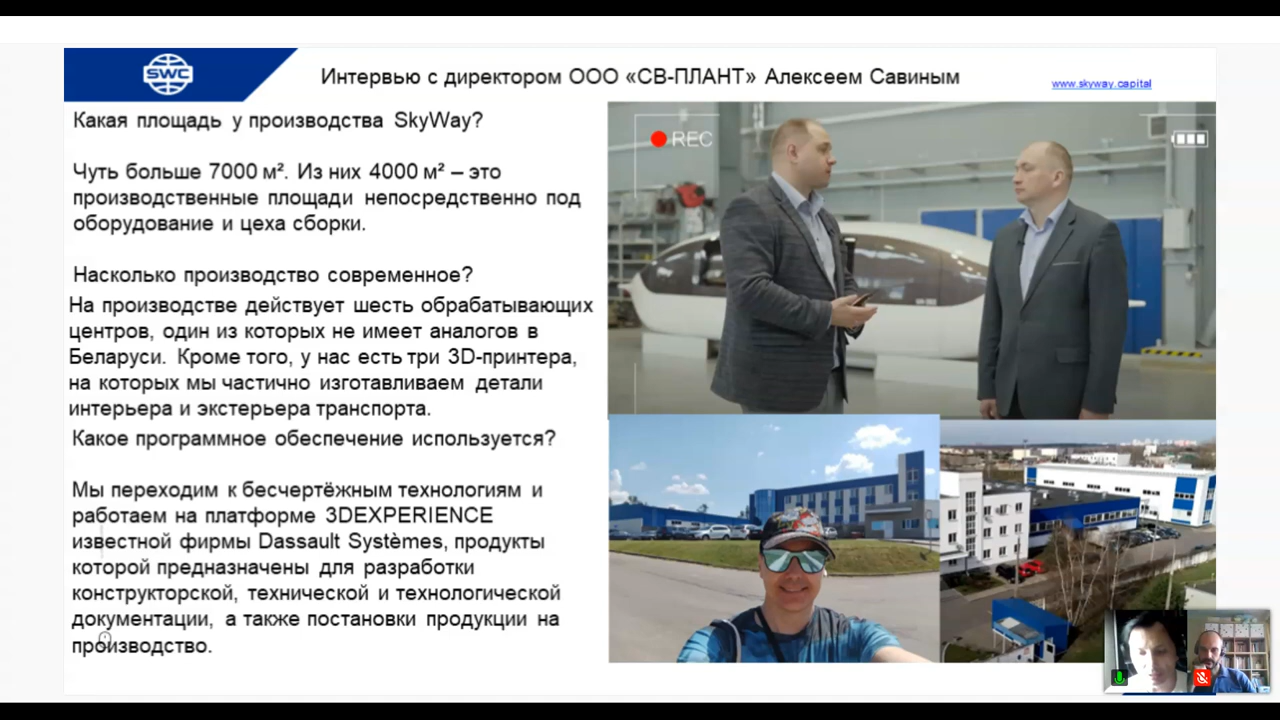 SWC
Интервью с директором ООО «СВ-ПЛАНТ» Алексеем Савиным
www.skyway.capital
Какая площадь у производства SkyWay?
Чуть больше 7000 м². Из них 4000 м² – это
производственные площади непосредственно под
оборудование и цеха сборки.
Насколько производство современное?
На производстве действует шесть обрабатывающих
центров, один из которых не имеет аналогов в
Беларуси. Кроме того, у нас есть три 3D-принтера,
на которых мы частично изготавливаем детали
интерьера и экстерьера транспорта.
Какое программное обеспечение используется?
Мы переходим к бесчертёжным технологиям и
работаем на платформе 3DEXPERIENCE
известной фирмы Dassault Systèmes, продукты
которой предназначены для разработки
конструкторской, технической и технологической
документации, а также постановки продукции на
производство.
REC